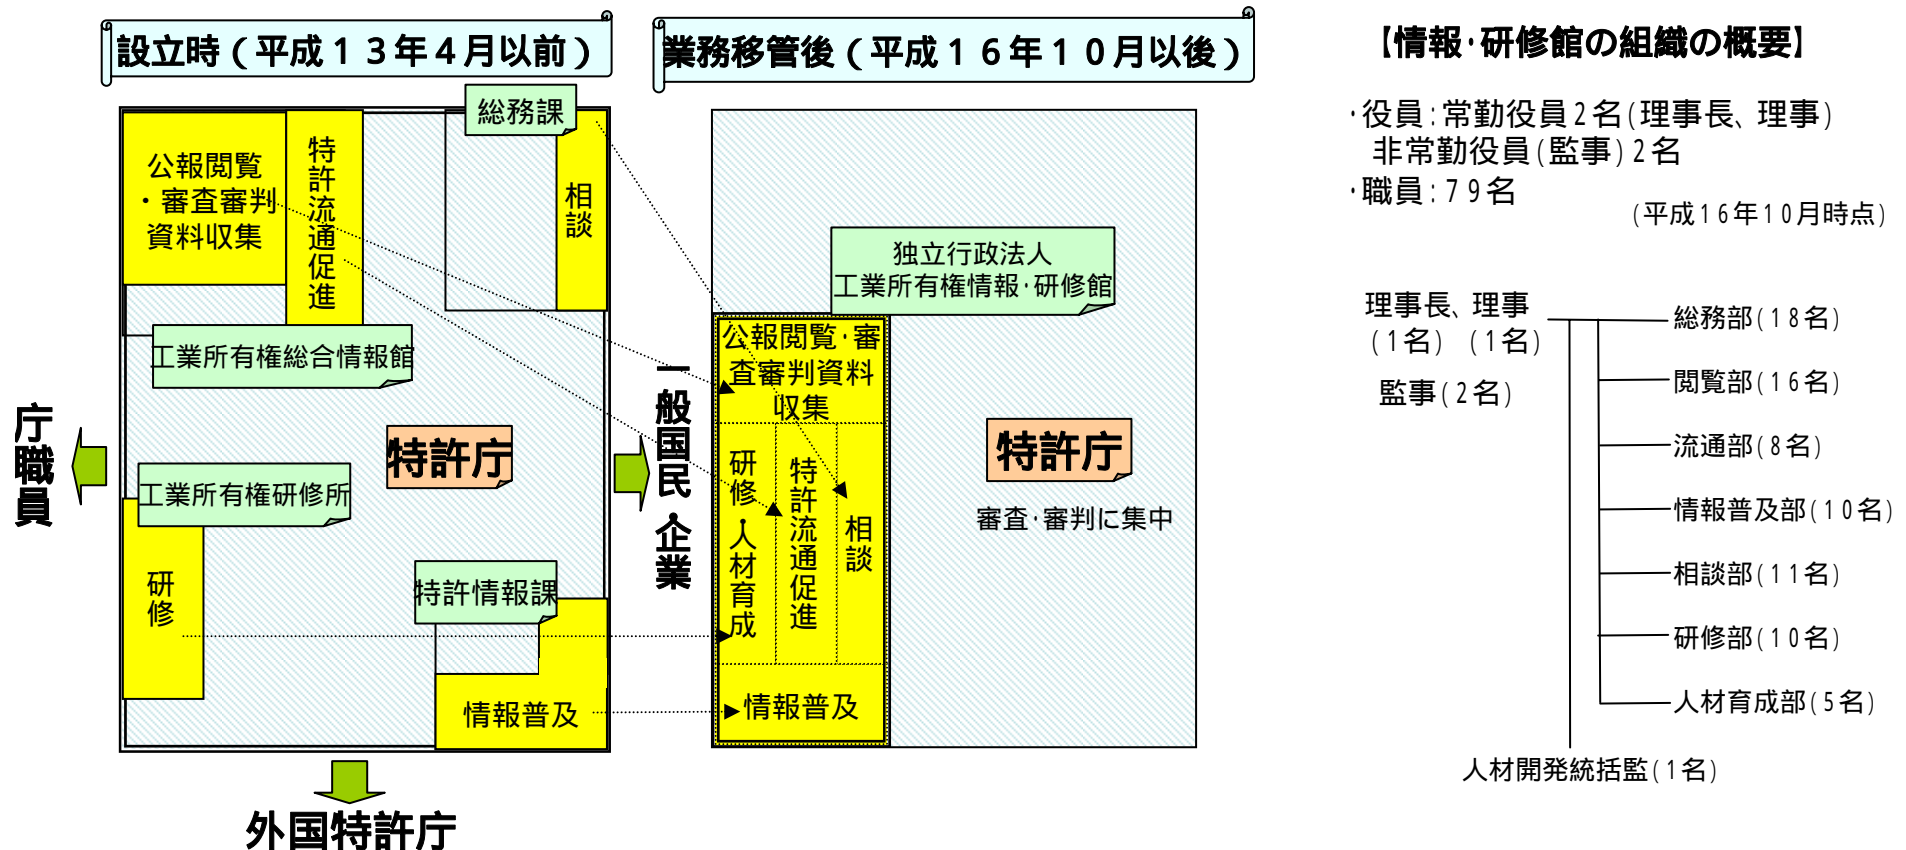 設立時（平成１３年４月以前）
業務移管後（平成１６年１０月以後）
【情報･研修館の組織の概要】
総務課
公報閲覧
・審査審判
資料収集
特許流通促進
相談
工業所有権総合情報館
特許庁
工業所有権研修所
研修
特許情報課
情報普及
庁職員
一般国民・企業
外国特許庁
独立行政法人
工業所有権情報･研修館
公報閲覧･審
査審判資料
収集
研修・人材育成
特許流通促進
相談
情報普及
特許庁
審査･審判に集中
･役員:常勤役員2名(理事長、理事)
非常勤役員(監事)2名
･職員:79名
(平成16年10月時点)
理事長、理事
(1名) (1名)
監事(2名)
総務部(18名)
閲覧部(16名)
流通部(8名)
情報普及部(10名)
相談部(11名)
研修部(10名)
人材育成部(5名)
人材開発統括監(1名)